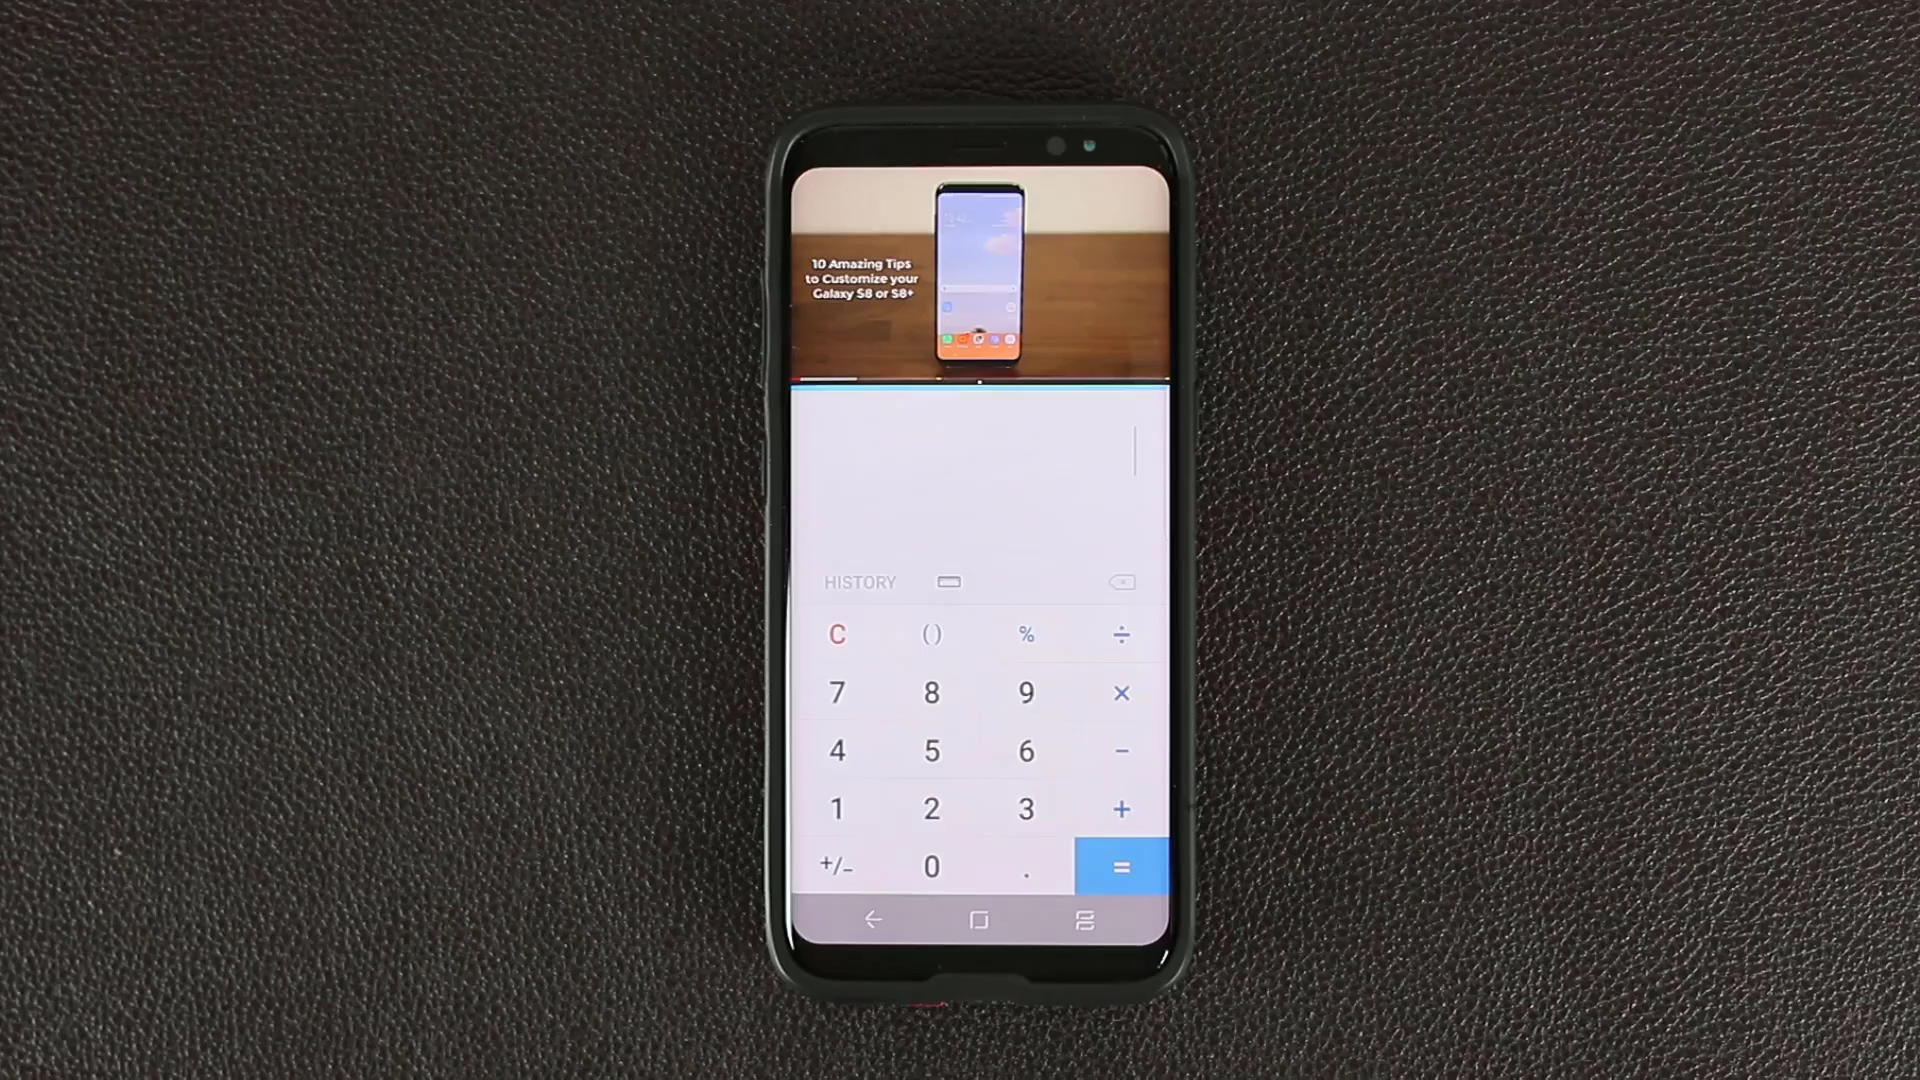 10 Amazing Tips
to Customize your
Galaxy S8 or S8+
HISTORY
C () % ÷
7 8 9 ×
4 5 6 −
1 2 3 +
+/− 0 . =